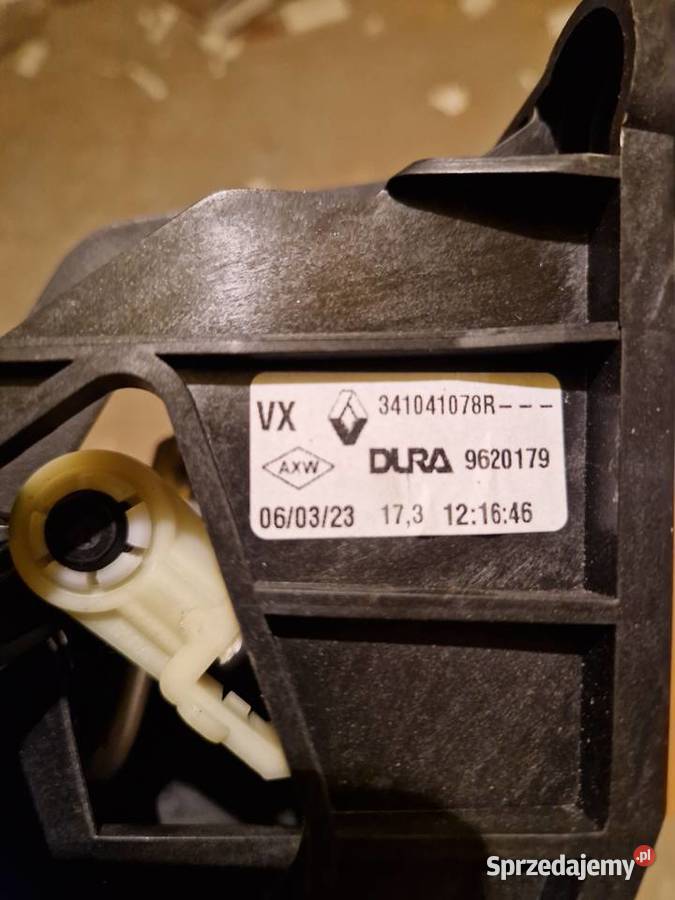 VX 341041078R---
AXW DURA 9620179
06/03/23 17,3 12:16:46
Sprzedajemy.pl